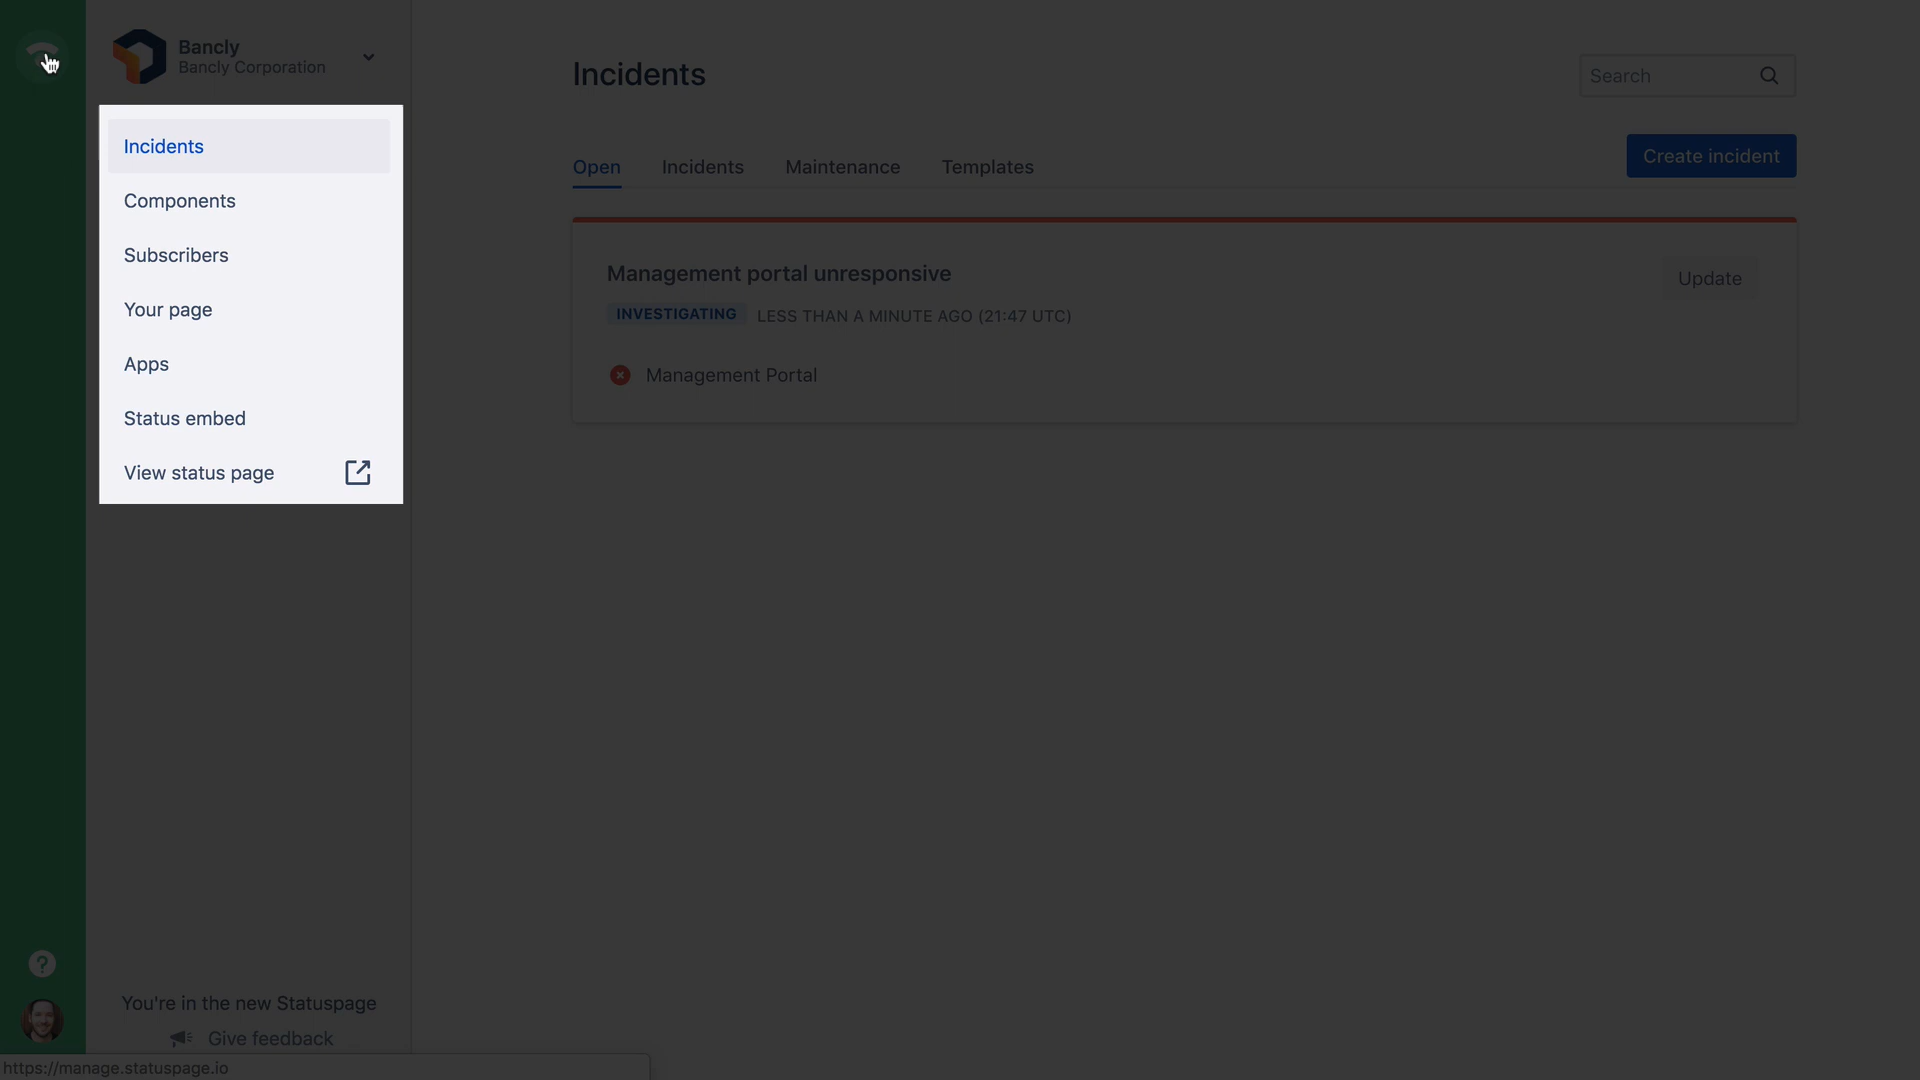 Bancly
Bancly Corporation
Incidents
Components
Subscribers
Your page
Apps
Status embed
View status page
You're in the new Statuspage
Give feedback
https://manage.statuspage.io
Incidents
Search
Open
Incidents
Maintenance
Templates
Create incident
Management portal unresponsive
Update
INVESTIGATING LESS THAN A MINUTE AGO (21:47 UTC)
Management Portal
?